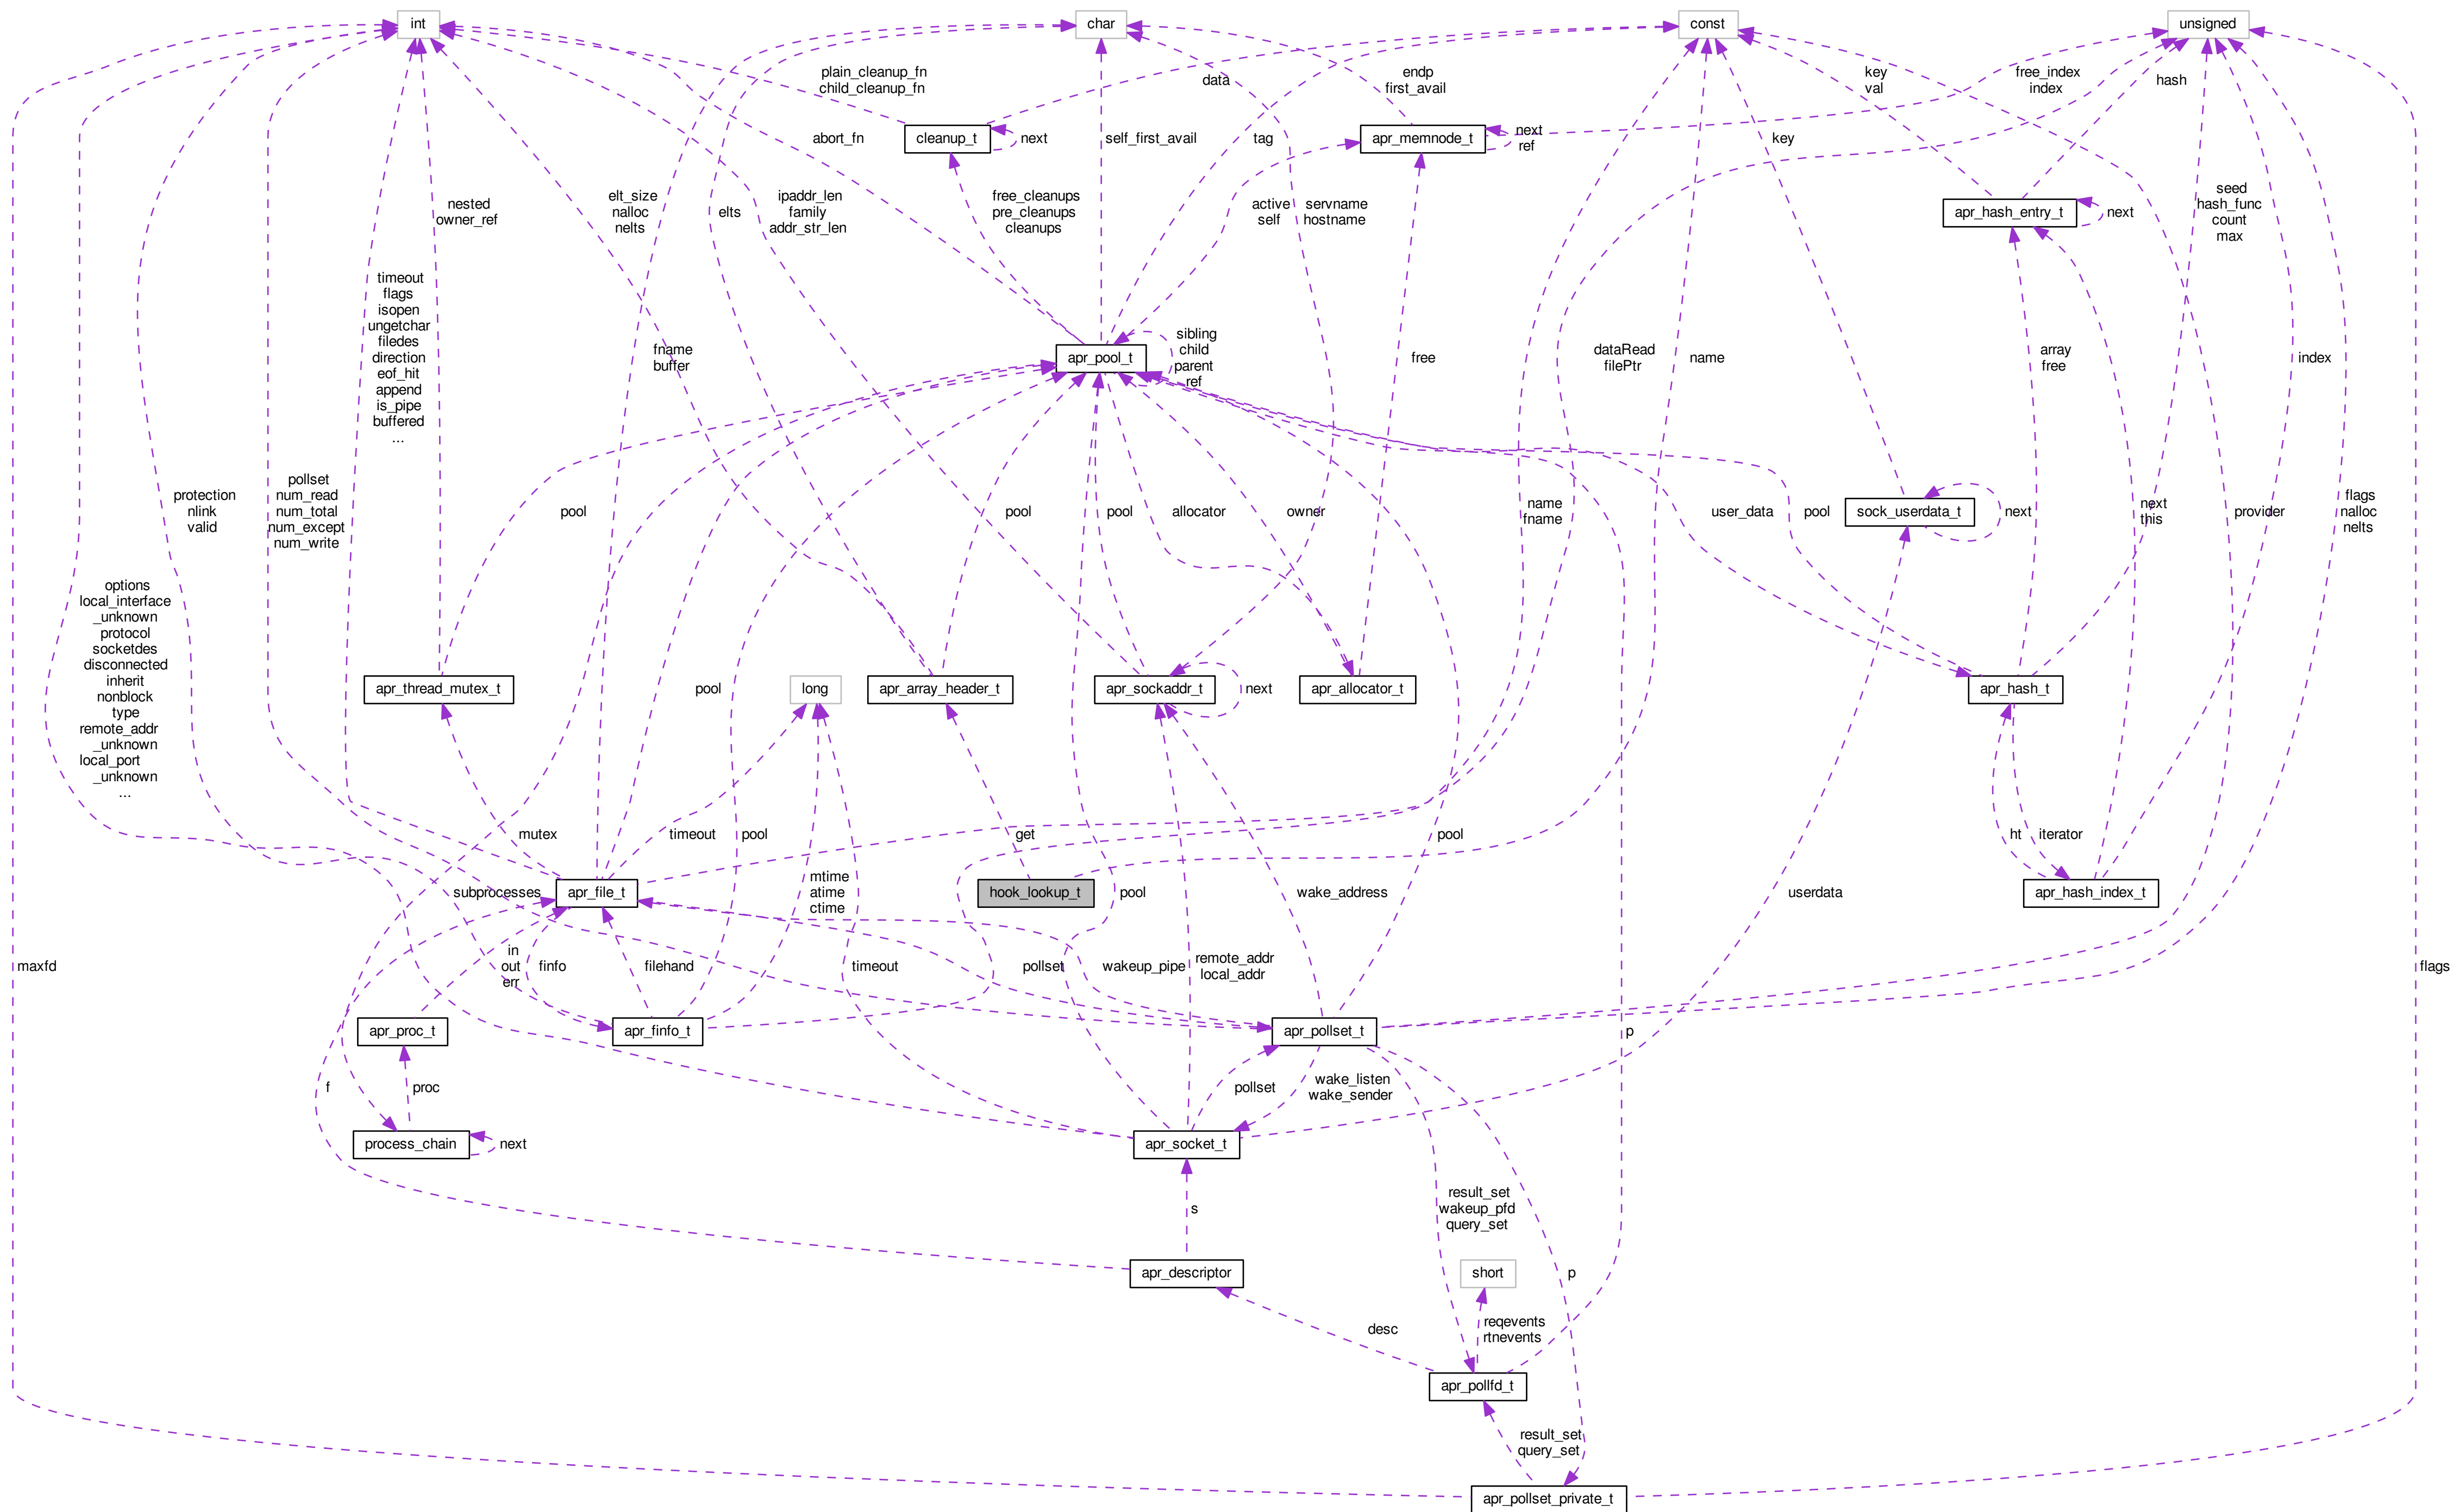 int
char
const
unsigned
plain_cleanup_fn
child_cleanup_fn
data
endp
first_avail
key
val
free_index
index
hash
abort_fn
cleanup_t
next
self_first_avail
tag
apr_memnode_t
next
ref
key
nested
owner_ref
elt_size
nalloc
nelts
elts
ipaddr_len
family
addr_str_len
free_cleanups
pre_cleanups
cleanups
active
self
servname
hostname
apr_hash_entry_t
next
seed
hash_func
count
max
timeout
flags
isopen
ungetchar
filedes
direction
eof_hit
append
is_pipe
buffered
...
fname
buffer
apr_pool_t
sibling
child
parent
ref
free
dataRead
filePtr
name
array
free
index
protection
nlink
valid
pollset
num_read
num_total
num_except
num_write
pool
pool
pool
allocator
owner
name
fname
user_data
pool
sock_userdata_t
next
next
this
provider
flags
nalloc
nelts
options
local_interface
_unknown
protocol
socketdes
disconnected
inherit
nonblock
type
remote_addr
_unknown
local_port
_unknown
...
apr_thread_mutex_t
pool
long
apr_array_header_t
apr_sockaddr_t
next
apr_allocator_t
apr_hash_t
mutex
timeout
pool
get
pool
ht
iterator
subprocesses
apr_file_t
mtime
atime
ctime
hook_lookup_t
pool
wake_address
userdata
apr_hash_index_t
maxfd
in
out
err
finfo
filehand
timeout
pollset
wakeup_pipe
remote_addr
local_addr
flags
apr_proc_t
apr_finfo_t
apr_pollset_t
p
f
proc
pollset
wake_listen
wake_sender
process_chain
next
apr_socket_t
s
result_set
wakeup_pfd
query_set
apr_descriptor
short
p
desc
reqevents
rtnevents
apr_pollfd_t
result_set
query_set
apr_pollset_private_t